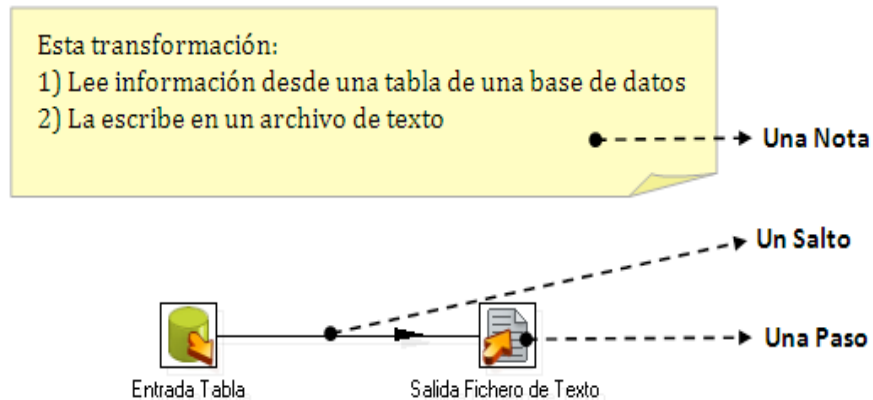 Esta transformación:
1) Lee información desde una tabla de una base de datos
2) La escribe en un archivo de texto
Una Nota
Un Salto
Una Paso
Entrada Tabla
Salida Fichero de Texto